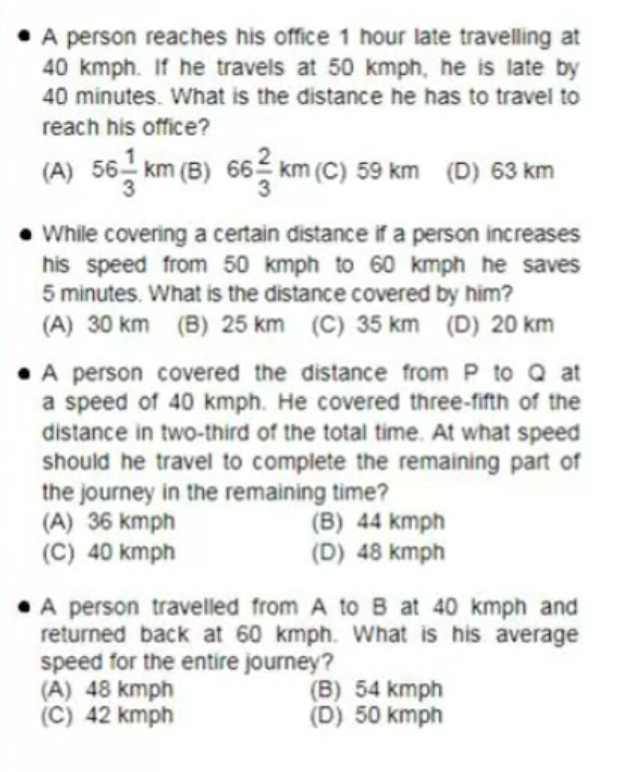 • A person reaches his office 1 hour late travelling at
40 kmph. If he travels at 50 kmph, he is late by
40 minutes. What is the distance he has to travel to
reach his office?
(A) 56 1/3 km (B) 66 2/3 km (C) 59 km (D) 63 km
• While covering a certain distance if a person increases
his speed from 50 kmph to 60 kmph he saves
5 minutes. What is the distance covered by him?
(A) 30 km (B) 25 km (C) 35 km (D) 20 km
• A person covered the distance from P to Q at
a speed of 40 kmph. He covered three-fifth of the
distance in two-third of the total time. At what speed
should he travel to complete the remaining part of
the journey in the remaining time?
(A) 36 kmph (B) 44 kmph
(C) 40 kmph (D) 48 kmph
• A person travelled from A to B at 40 kmph and
returned back at 60 kmph. What is his average
speed for the entire journey?
(A) 48 kmph (B) 54 kmph
(C) 42 kmph (D) 50 kmph